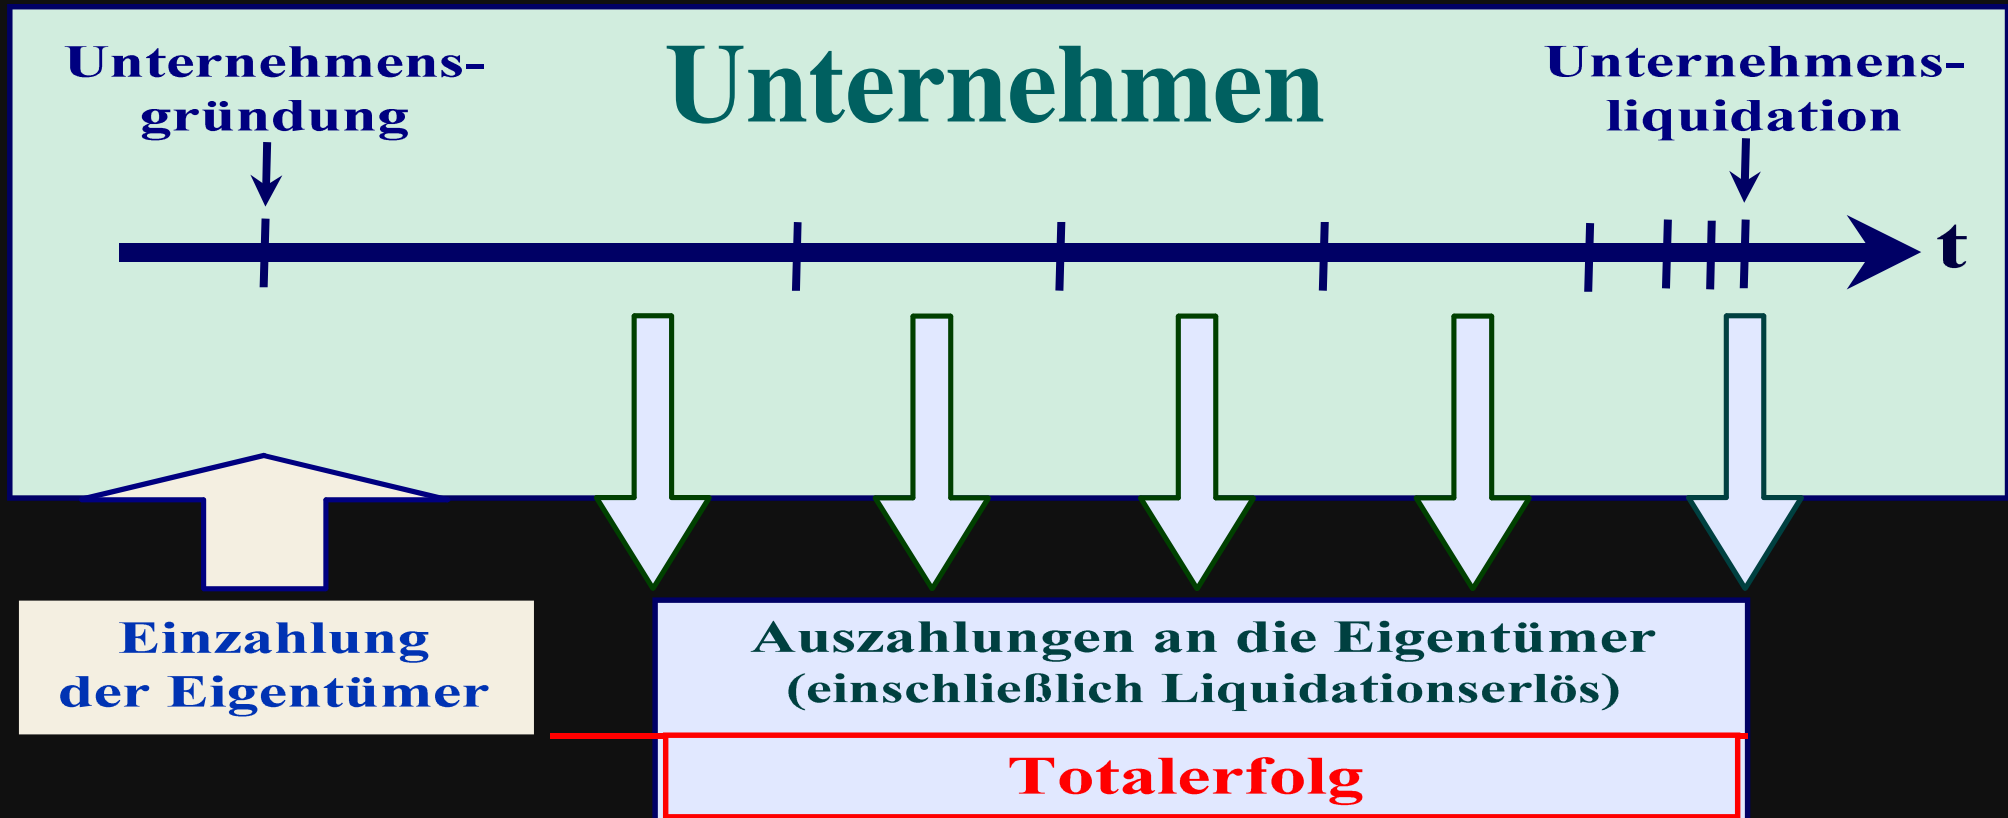 Unternehmens-
gründung
Unternehmen
Unternehmens-
liquidation
t
Einzahlung
der Eigentümer
Auszahlungen an die Eigentümer
(einschließlich Liquidationserlös)
Totalerfolg